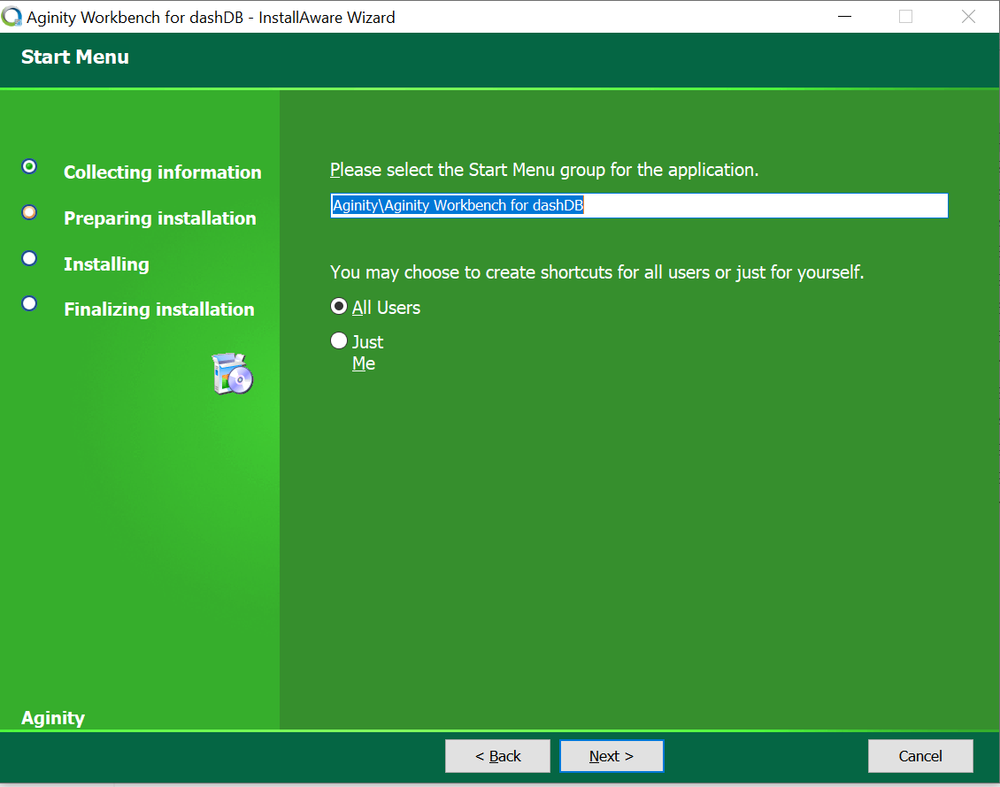 Aginity Workbench for dashDB - InstallAware Wizard
Start Menu
Collecting information
Preparing installation
Installing
Finalizing installation
Aginity
Please select the Start Menu group for the application.
Aginity\Aginity Workbench for dashDB
You may choose to create shortcuts for all users or just for yourself.
All Users
Just
Me
< Back
Next >
Cancel